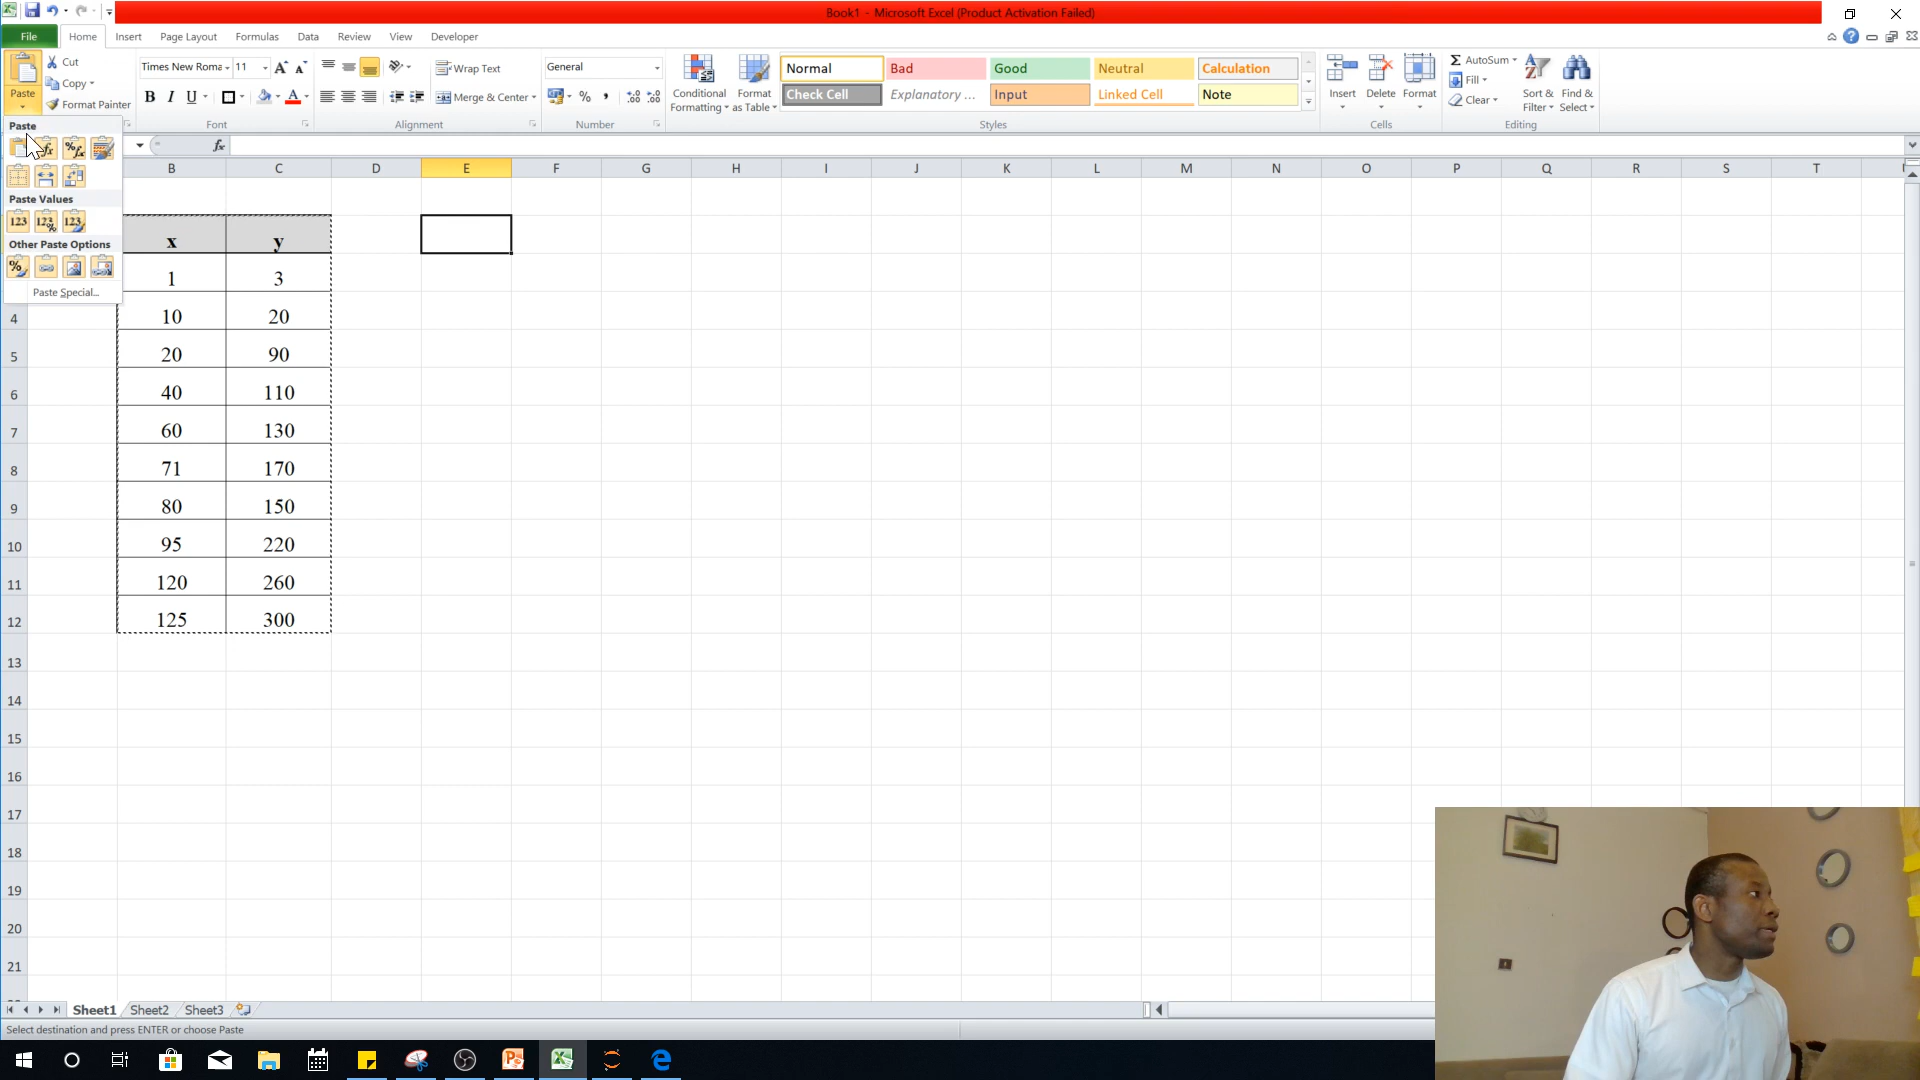 Book1 - Microsoft Excel (Product Activation Failed)
File Home Insert Page Layout Formulas Data Review View Developer
Paste
Cut
Copy
Format Painter
Times New Roma 11
B I U
Font
Wrap Text
Merge & Center
Alignment
General
%
Number
Conditional Formatting
Format as Table
Normal Bad Good Neutral Calculation
Check Cell Explanatory ... Input Linked Cell Note
Styles
Insert Delete Format
Cells
AutoSum
Fill
Clear
Sort & Filter
Find & Select
Editing
Paste
Paste Values
Other Paste Options
Paste Special...
B C D E F G H I J K L M N O P Q R S T
x y
1 3
4 10 20
5 20 90
6 40 110
7 60 130
8 71 170
9 80 150
10 95 220
11 120 260
12 125 300
13
14
15
16
17
18
19
20
21
Sheet1 Sheet2 Sheet3
Select destination and press ENTER or choose Paste